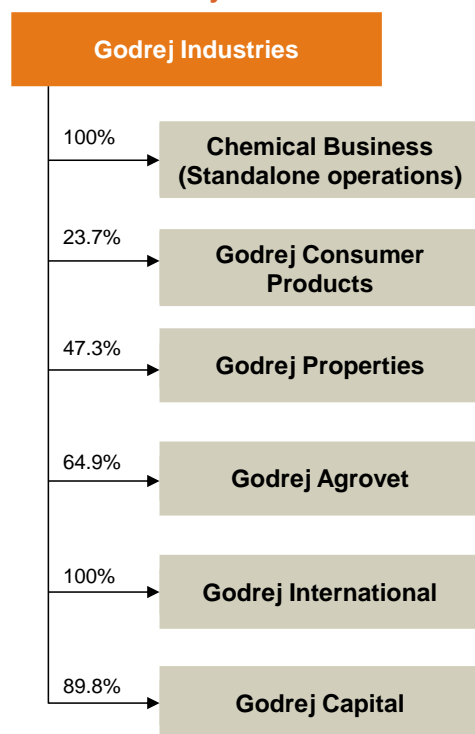 Godrej Industries
100%
Chemical Business
(Standalone operations)
23.7%
Godrej Consumer
Products
47.3%
Godrej Properties
64.9%
Godrej Agrovet
100%
Godrej International
89.8%
Godrej Capital